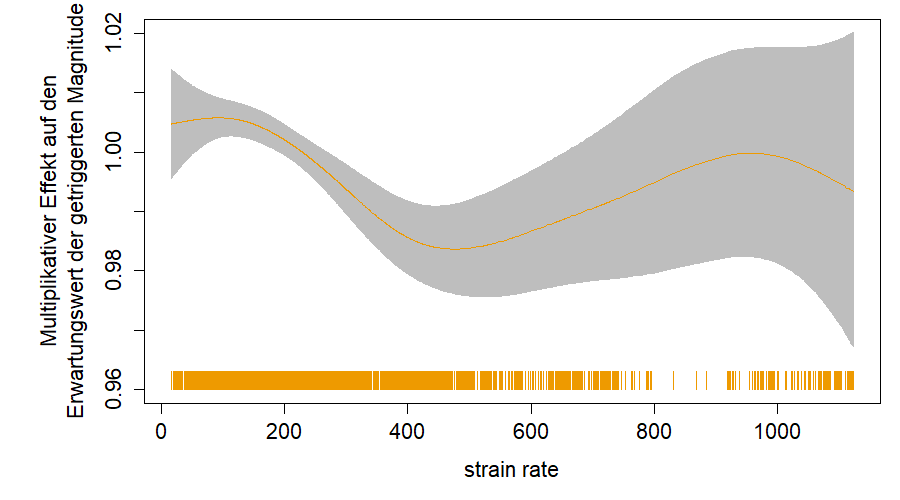 Multiplikativer Effekt auf den
Erwartungswert der getriggerten Magnitude
1.02
1.00
0.98
0.96
0 200 400 600 800 1000
strain rate